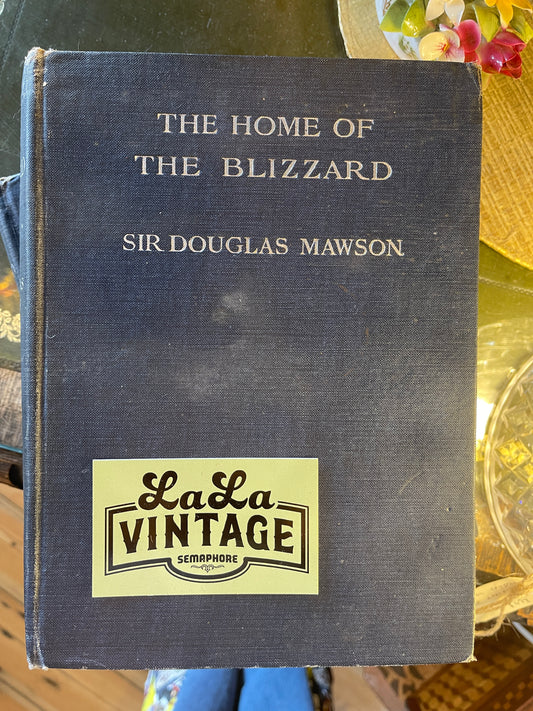 THE HOME OF
THE BLIZZARD
SIR DOUGLAS MAWSON
LaLa
VINTAGE
SEMAPHORE